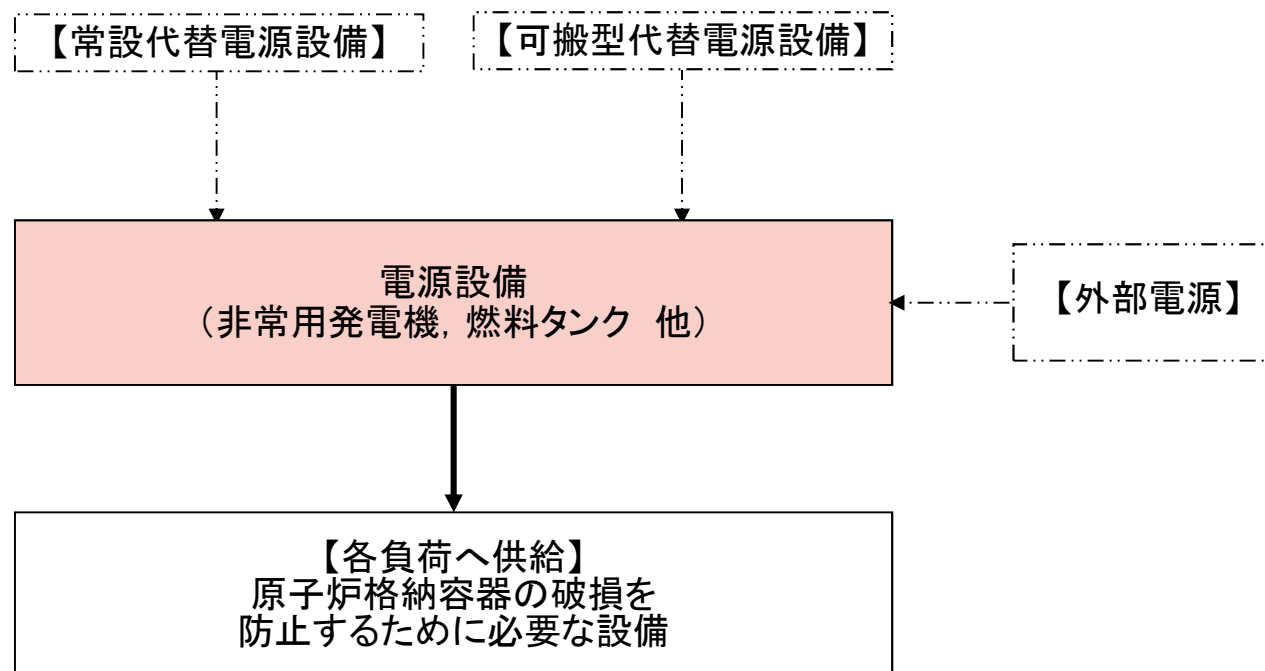 【常設代替電源設備】
【可搬型代替電源設備】
電源設備
（非常用発電機，燃料タンク　他）
【外部電源】
【各負荷へ供給】
原子炉格納容器の破損を
防止するために必要な設備